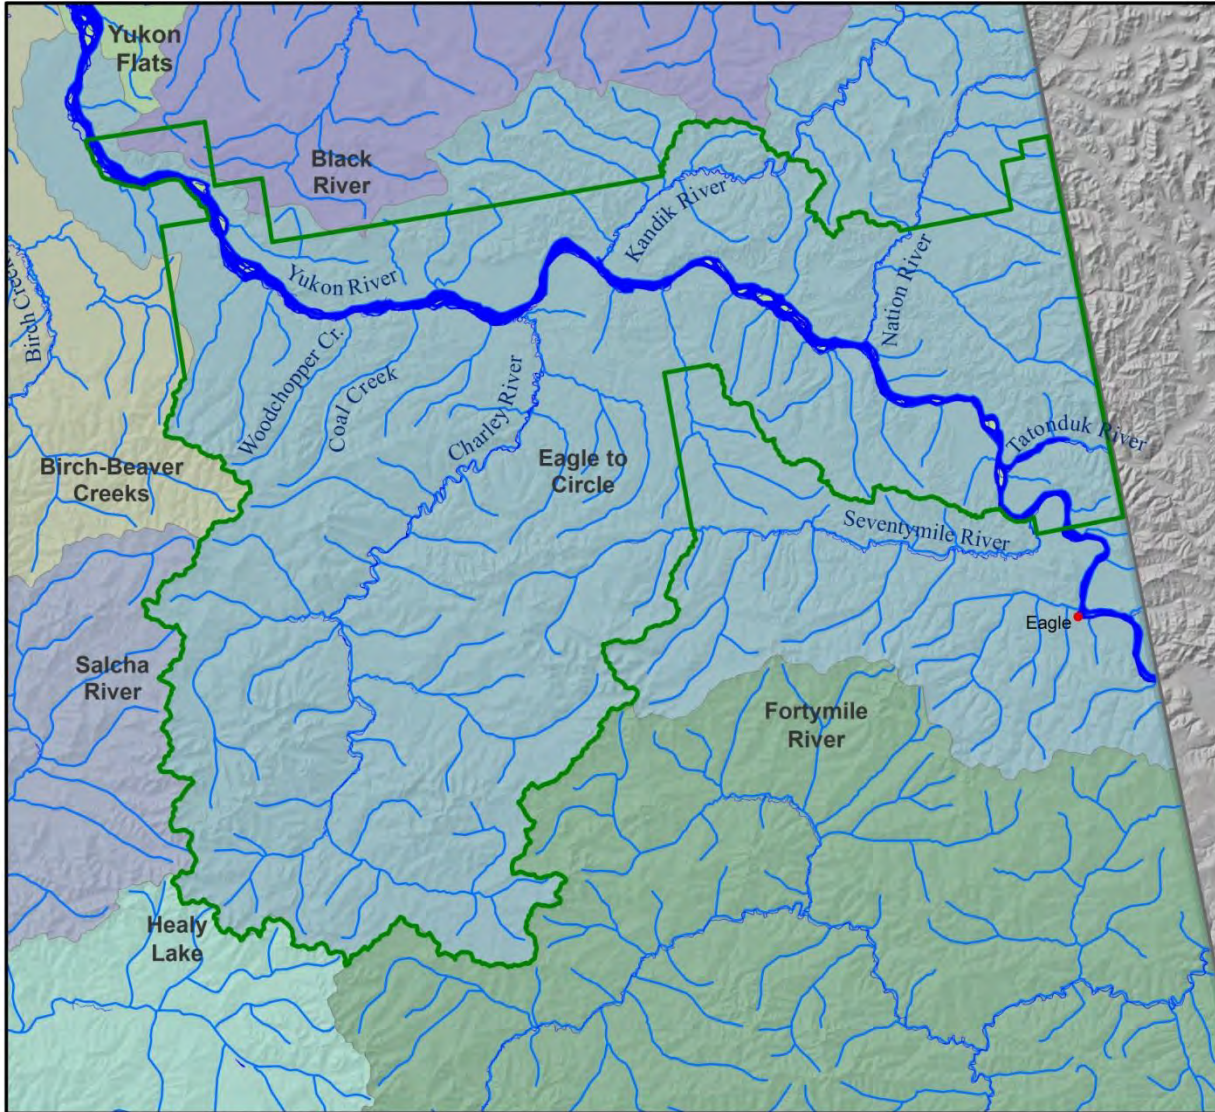 Yukon
Flats
Black
River
Kandik River
Nation River
Yukon River
Birch Creek
Woodchopper Cr.
Coal Creek
Charley River
Tatonduk River
Eagle to
Circle
Birch-Beaver
Creeks
Seventymile River
Eagle
Salcha
River
Fortymile
River
Healy
Lake